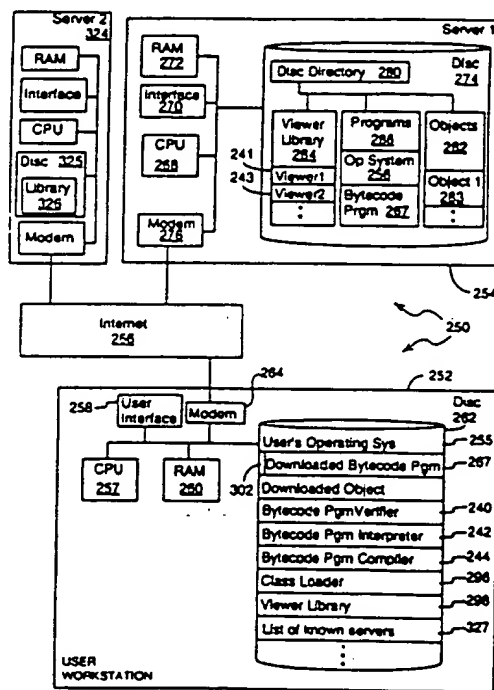 Server 2
324
RAM
Interface
CPU
Disc 325
Library
326
Modem
Server 1
RAM
272
Interface
270
CPU
268
Modem
276
Disc
274
Disc Directory 280
Viewer
Library
284
241
Viewer1
243
Viewer2
Programs
286
Op System
256
Bytecode
Prgm 267
Objects
282
Object 1
283
254
250
Internet
256
252
264
258
User
Interface
Modem
CPU
257
RAM
260
302
Disc
262
User's Operating Sys
255
Downloaded Bytecode Pgm
267
Downloaded Object
Bytecode PgmVerifier
240
Bytecode Pgm Interpreter
242
Bytecode Pgm Compiler
244
Class Loader
296
Viewer Library
298
List of known servers
327
USER
WORKSTATION